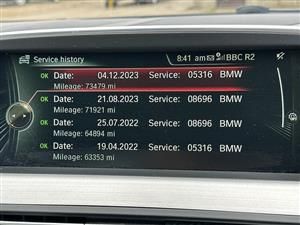 Service history 8:41 am BBC R2
OK Date: 04.12.2023 Service: 05316 BMW
Mileage: 73479 mi
OK Date: 21.08.2023 Service: 08696 BMW
Mileage: 71921 mi
OK Date: 25.07.2022 Service: 08696 BMW
Mileage: 64894 mi
OK Date: 19.04.2022 Service: 05316 BMW
Mileage: 63353 mi